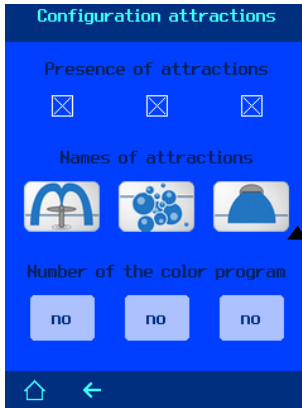 Configuration attractions
Presence of attractions
Names of attractions
Number of the color program
no no no